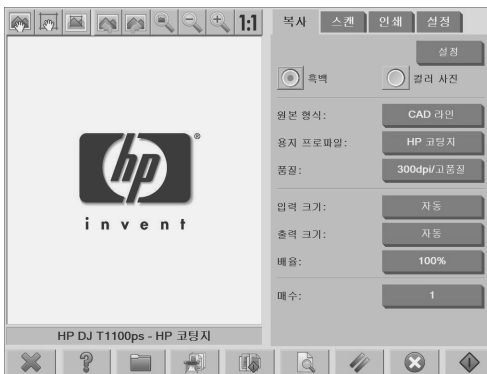 1:1
복사 스캔 인쇄 설정
설정
흑백 컬러 사진
원본 형식: CAD 라인
용지 프로파일: HP 코팅지
품질: 300dpi/고품질
입력 크기: 자동
출력 크기: 자동
배율: 100%
매수: 1
hp
®
invent
HP DJ T1100ps - HP 코팅지